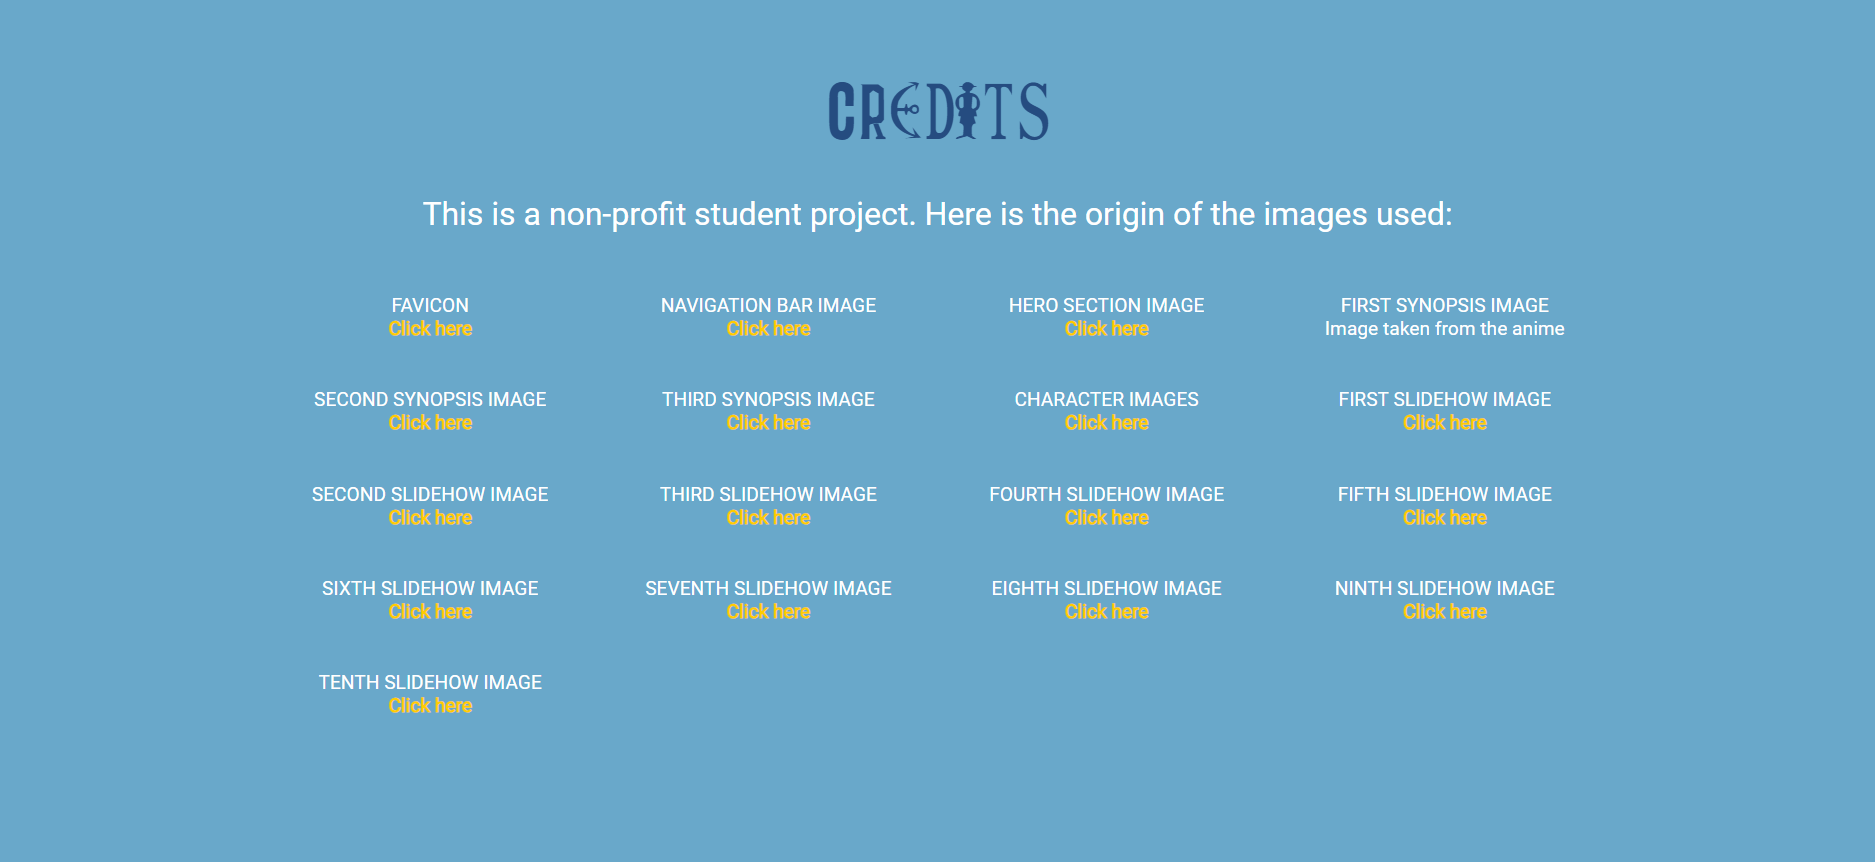 CREDITS
This is a non-profit student project. Here is the origin of the images used:
FAVICON
Click here
NAVIGATION BAR IMAGE
Click here
HERO SECTION IMAGE
Click here
FIRST SYNOPSIS IMAGE
Image taken from the anime
SECOND SYNOPSIS IMAGE
Click here
THIRD SYNOPSIS IMAGE
Click here
CHARACTER IMAGES
Click here
FIRST SLIDEHOW IMAGE
Click here
SECOND SLIDEHOW IMAGE
Click here
THIRD SLIDEHOW IMAGE
Click here
FOURTH SLIDEHOW IMAGE
Click here
FIFTH SLIDEHOW IMAGE
Click here
SIXTH SLIDEHOW IMAGE
Click here
SEVENTH SLIDEHOW IMAGE
Click here
EIGHTH SLIDEHOW IMAGE
Click here
NINTH SLIDEHOW IMAGE
Click here
TENTH SLIDEHOW IMAGE
Click here